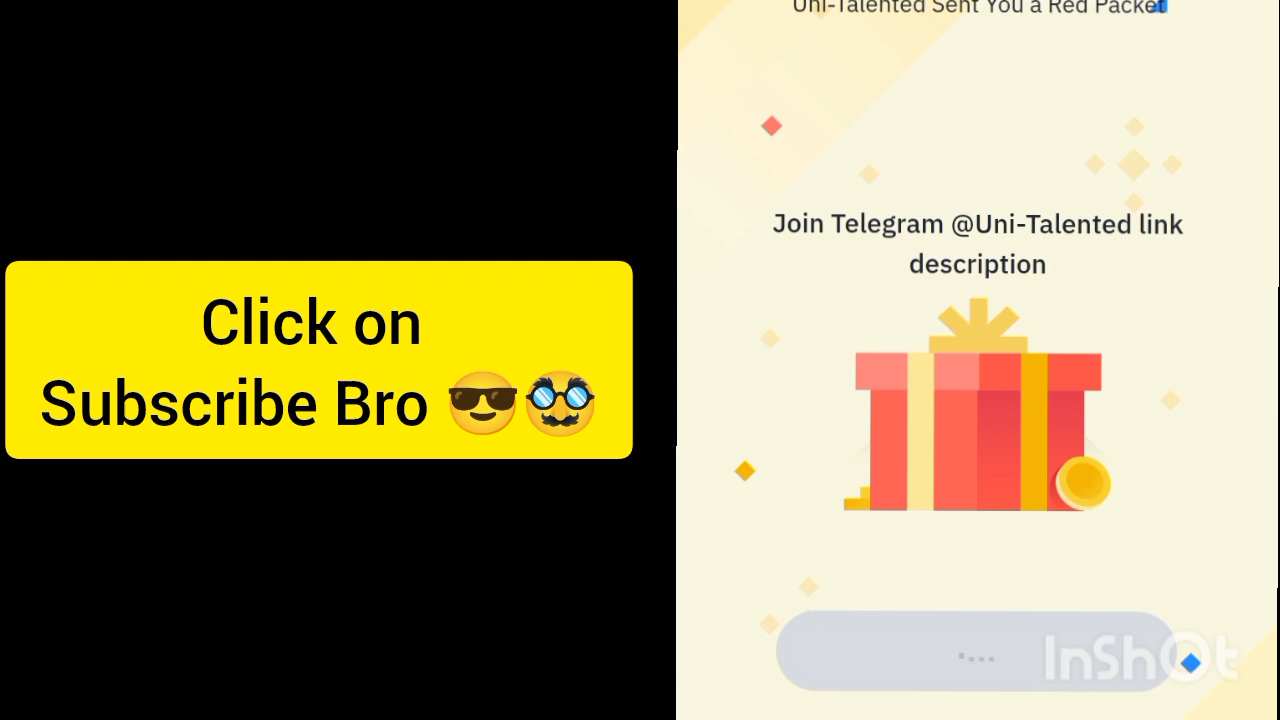 Click on
Subscribe Bro 😎🥸
Uni-Talented Sent You a Red Packet
Join Telegram @Uni-Talented link
description
InShOt